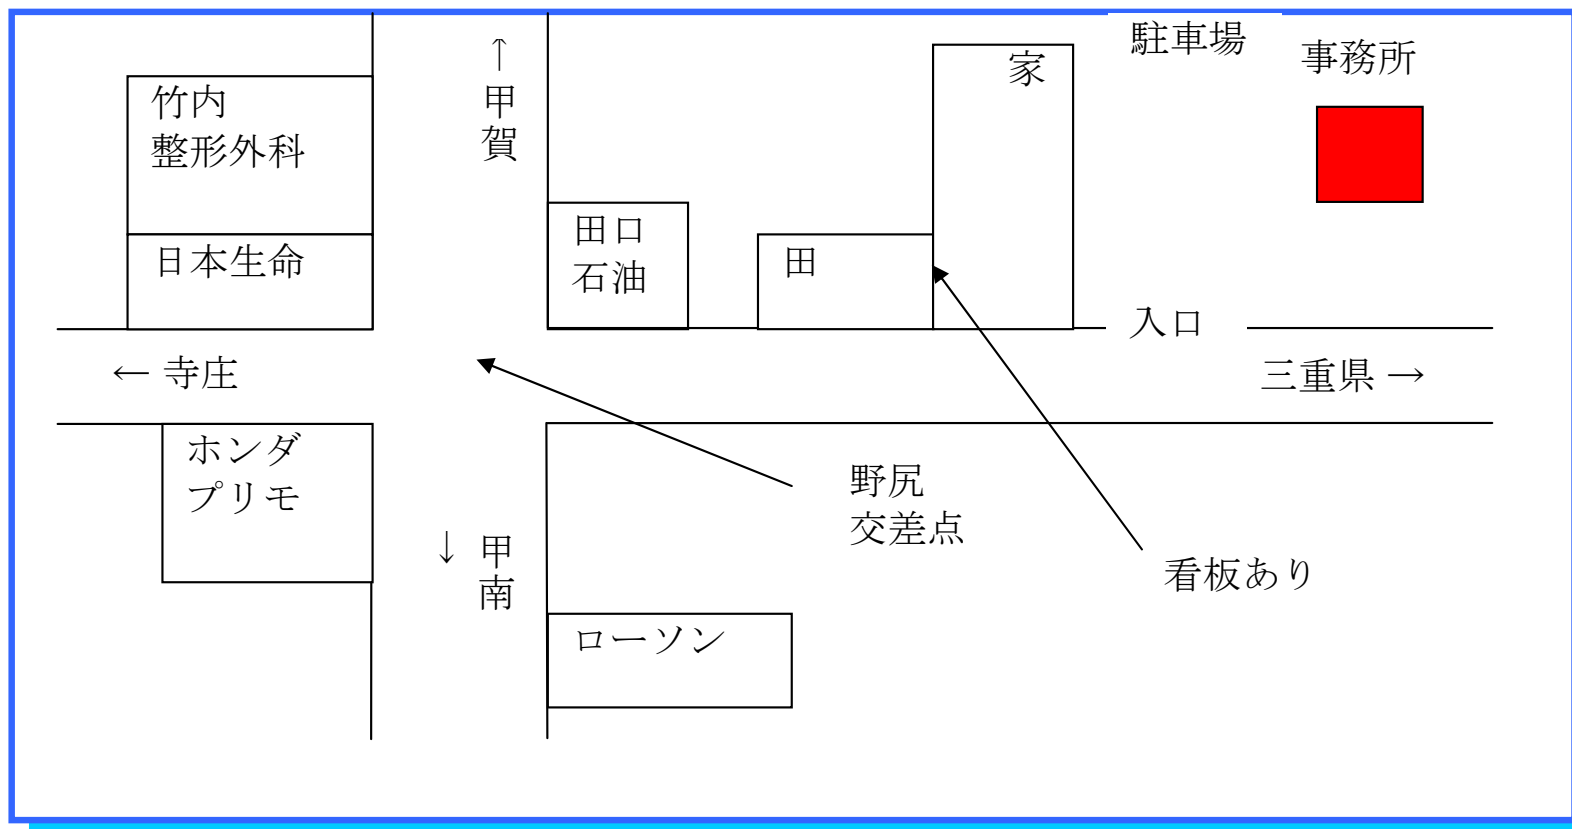 駐車場
事務所
家
↑甲賀
竹内
整形外科
田口
石油
田
日本生命
入口
← 寺庄
三重県 →
ホンダ
プリモ
野尻
交差点
↓ 甲南
看板あり
ローソン